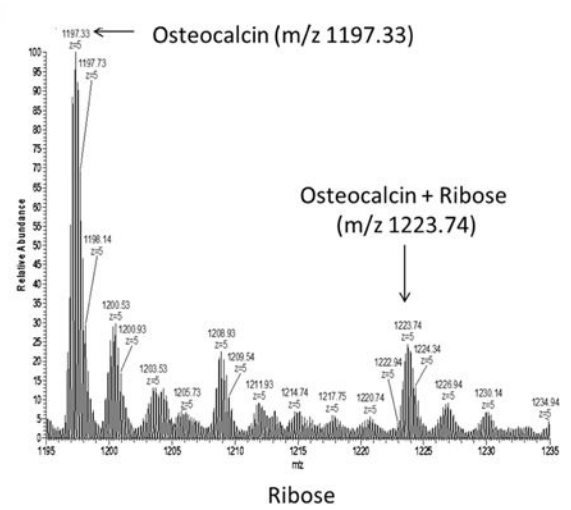 Osteocalcin (m/z 1197.33)
1197.33
z=5
1197.73
z=5
1198.14
z=5
1200.53
z=5
1200.93
z=5
1203.53
z=5
1205.73
z=5
1208.93
z=5
1209.54
z=5
1211.93
z=5
1214.74
z=5
1217.75
z=5
1220.74
z=5
Osteocalcin + Ribose
(m/z 1223.74)
1223.74
z=5
1222.94
z=5
1224.34
z=5
1226.94
z=5
1230.14
z=5
1234.94
z=5
Relative Abundance
100
95
90
85
80
75
70
65
60
55
50
45
40
35
30
25
20
15
10
5
0
1195 1200 1205 1210 1215 1220 1225 1230 1235
m/z
Ribose